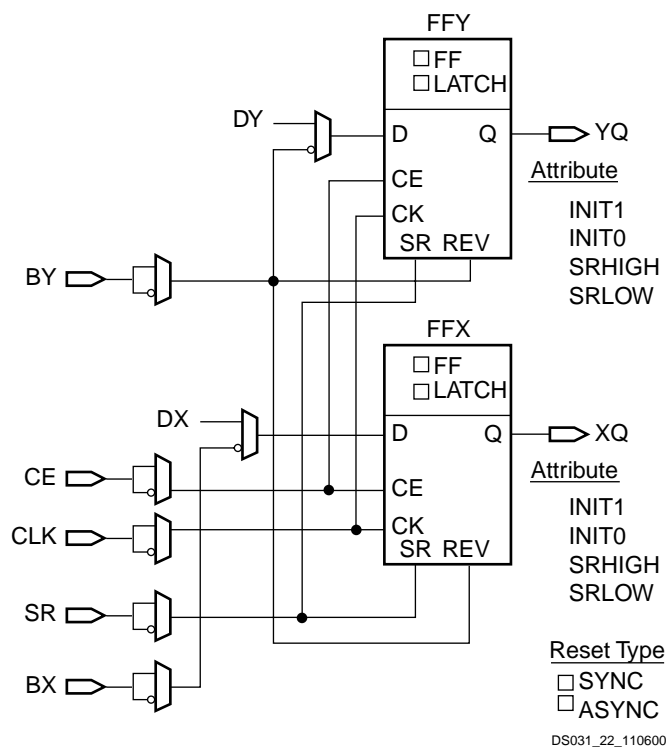 FFY
FF
LATCH
DY
D
Q
YQ
CE
CK
SR REV
Attribute
INIT1
INIT0
SRHIGH
SRLOW
BY
FFX
FF
LATCH
DX
D
Q
XQ
CE
CE
CLK
CK
SR REV
Attribute
INIT1
INIT0
SRHIGH
SRLOW
SR
BX
Reset Type
SYNC
ASYNC
DS031_22_110600